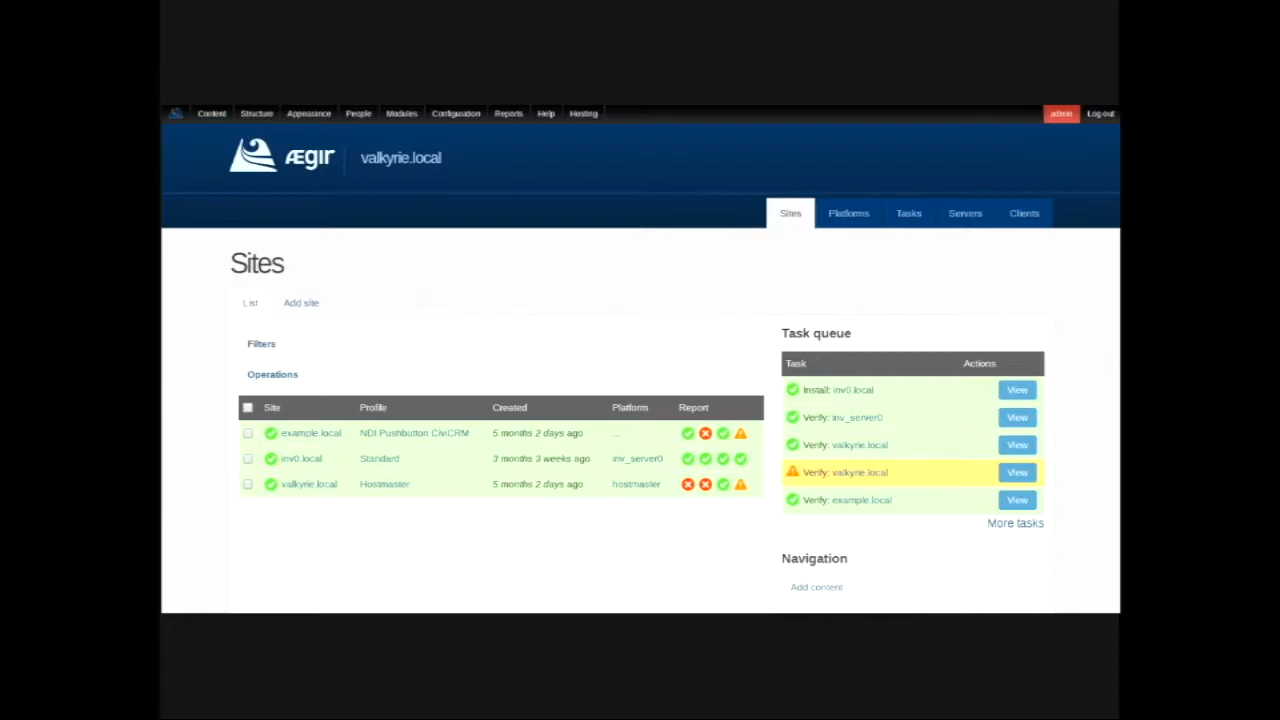 Content Structure Appearance People Modules Configuration Reports Help Hosting admin Log out
ÆGIR valkyrie.local
Sites Platforms Tasks Servers Clients
Sites
List Add site
Filters
Operations
Site Profile Created Platform Report
example.local NDI Pushbutton CiviCRM 5 months 2 days ago ...
inv0.local Standard 3 months 3 weeks ago inv_server0
valkyrie.local Hostmaster 5 months 2 days ago hostmaster
Task queue
Task Actions
Install: inv0.local View
Verify: inv_server0 View
Verify: valkyrie.local View
Verify: valkyrie.local View
Verify: example.local View
More tasks
Navigation
Add content